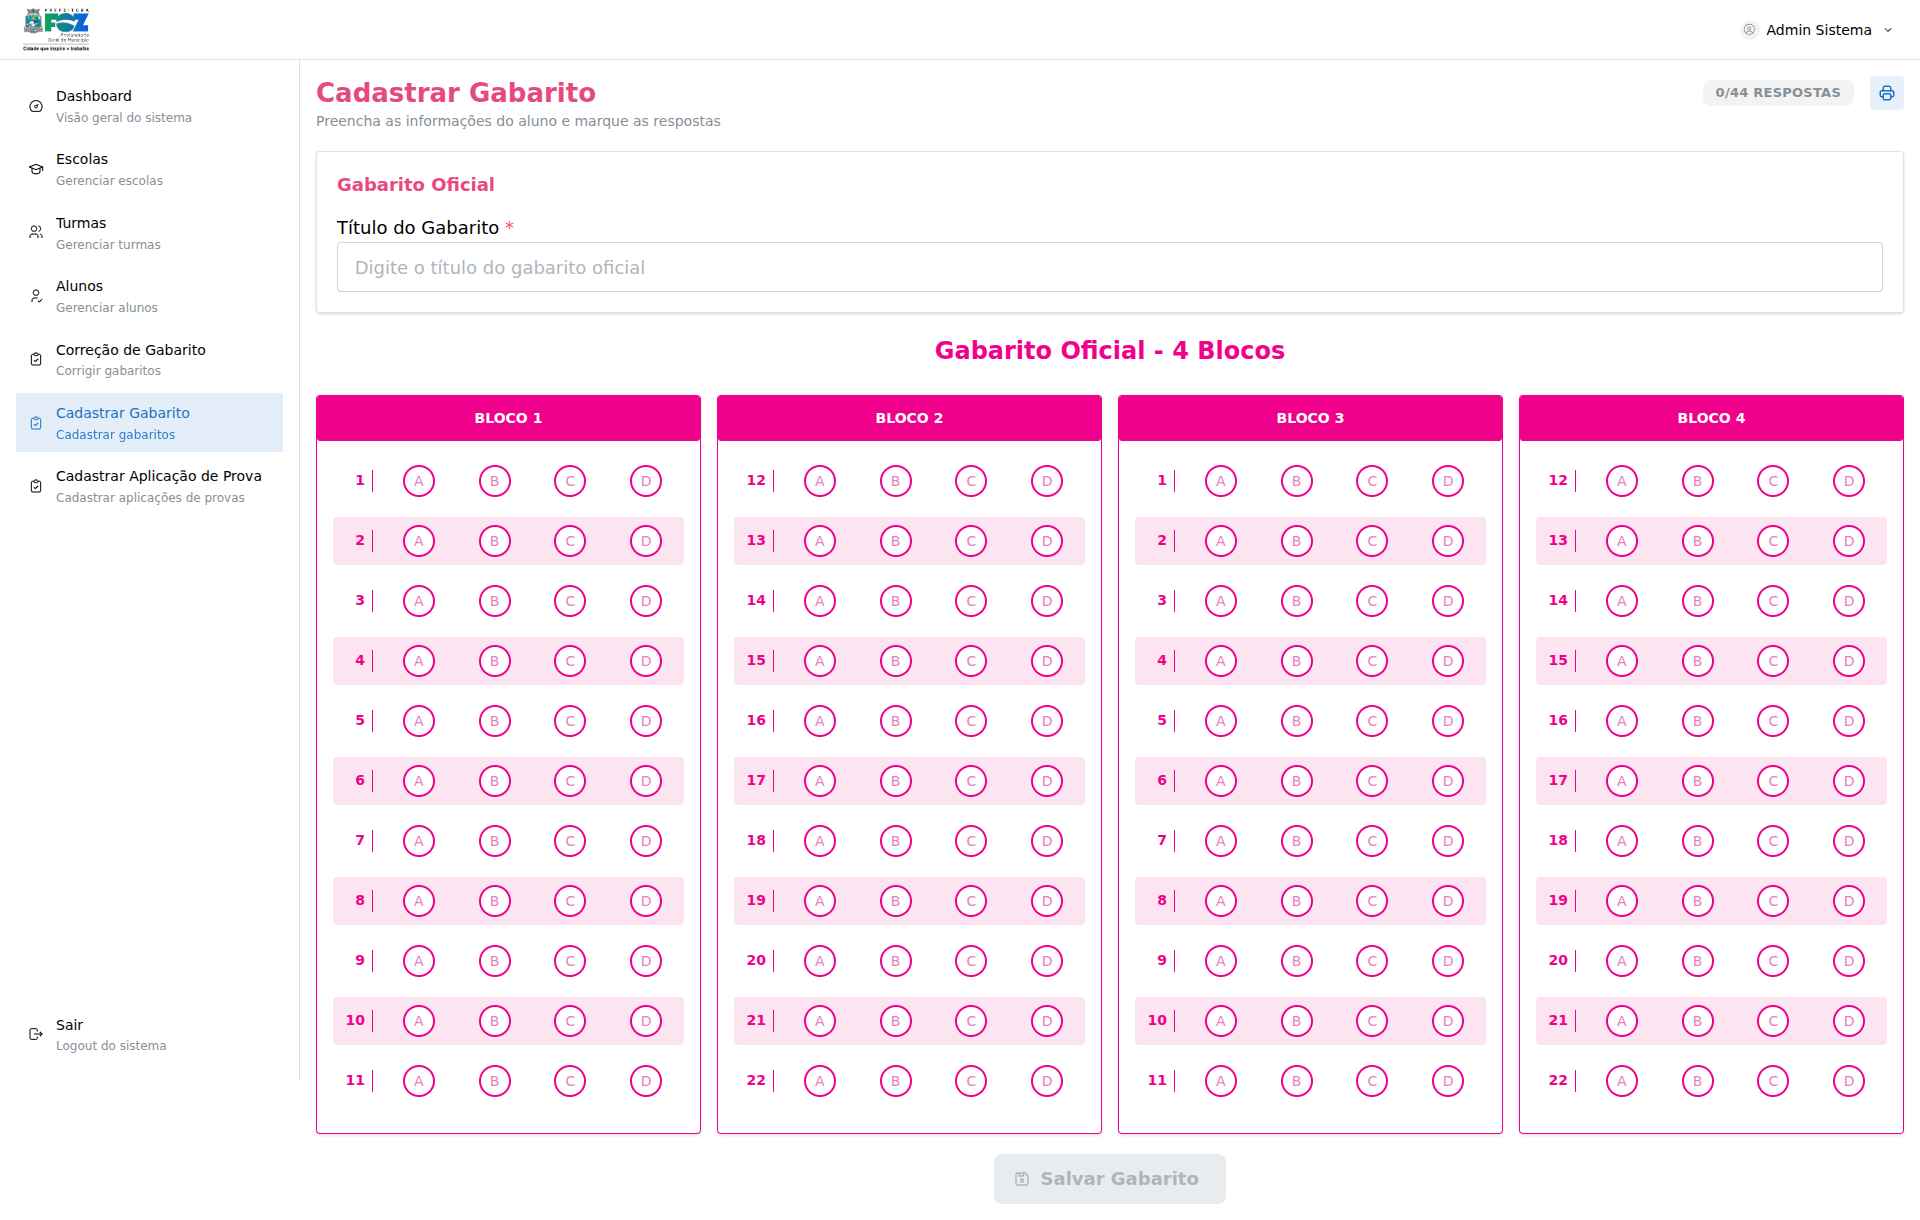 PREFEITURA
FOZ
Procuradoria
Geral do Município
Cidade que inspira e trabalha
Admin Sistema
Dashboard
Visão geral do sistema
Escolas
Gerenciar escolas
Turmas
Gerenciar turmas
Alunos
Gerenciar alunos
Correção de Gabarito
Corrigir gabaritos
Cadastrar Gabarito
Cadastrar gabaritos
Cadastrar Aplicação de Prova
Cadastrar aplicações de provas
Sair
Logout do sistema
Cadastrar Gabarito
Preencha as informações do aluno e marque as respostas
0/44 RESPOSTAS
Gabarito Oficial
Título do Gabarito *
Digite o título do gabarito oficial
Gabarito Oficial - 4 Blocos
BLOCO 1
1 A B C D
2 A B C D
3 A B C D
4 A B C D
5 A B C D
6 A B C D
7 A B C D
8 A B C D
9 A B C D
10 A B C D
11 A B C D
BLOCO 2
12 A B C D
13 A B C D
14 A B C D
15 A B C D
16 A B C D
17 A B C D
18 A B C D
19 A B C D
20 A B C D
21 A B C D
22 A B C D
BLOCO 3
1 A B C D
2 A B C D
3 A B C D
4 A B C D
5 A B C D
6 A B C D
7 A B C D
8 A B C D
9 A B C D
10 A B C D
11 A B C D
BLOCO 4
12 A B C D
13 A B C D
14 A B C D
15 A B C D
16 A B C D
17 A B C D
18 A B C D
19 A B C D
20 A B C D
21 A B C D
22 A B C D
Salvar Gabarito